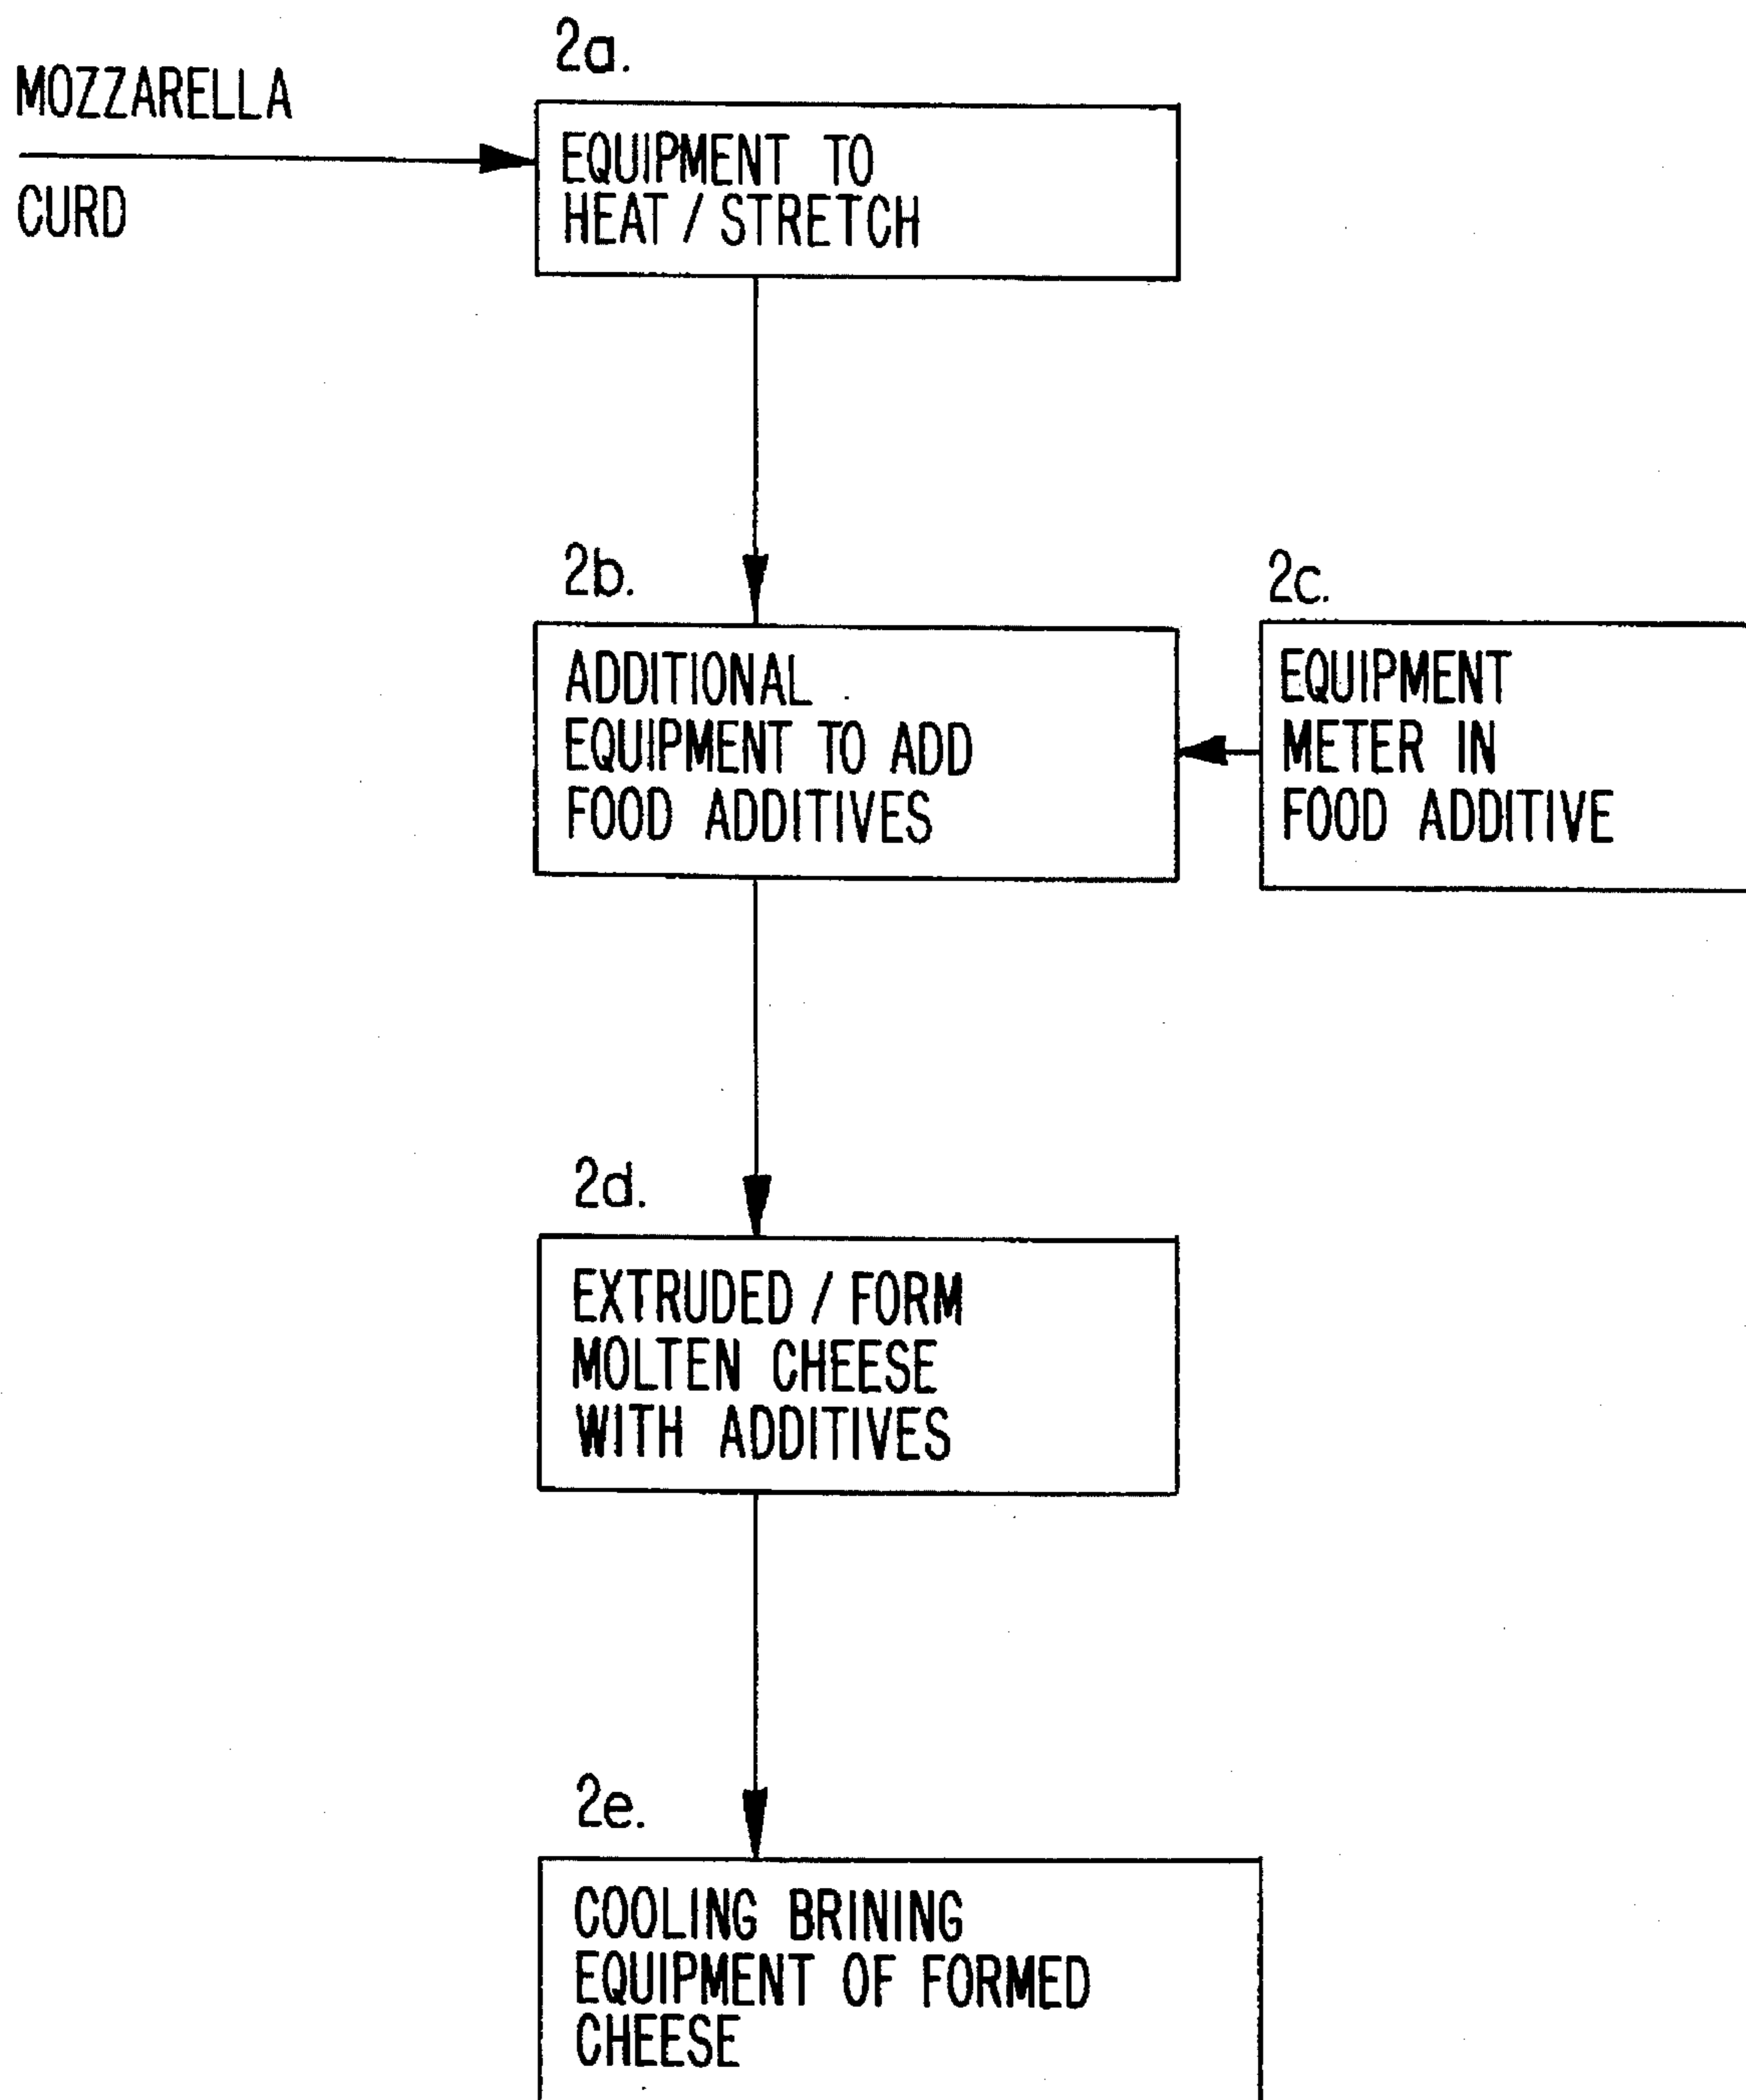 2a.
MOZZARELLA
CURD
EQUIPMENT TO
HEAT / STRETCH
2b.
ADDITIONAL
EQUIPMENT TO ADD
FOOD ADDITIVES
2c.
EQUIPMENT
METER IN
FOOD ADDITIVE
2d.
EXTRUDED / FORM
MOLTEN CHEESE
WITH ADDITIVES
2e.
COOLING BRINING
EQUIPMENT OF FORMED
CHEESE